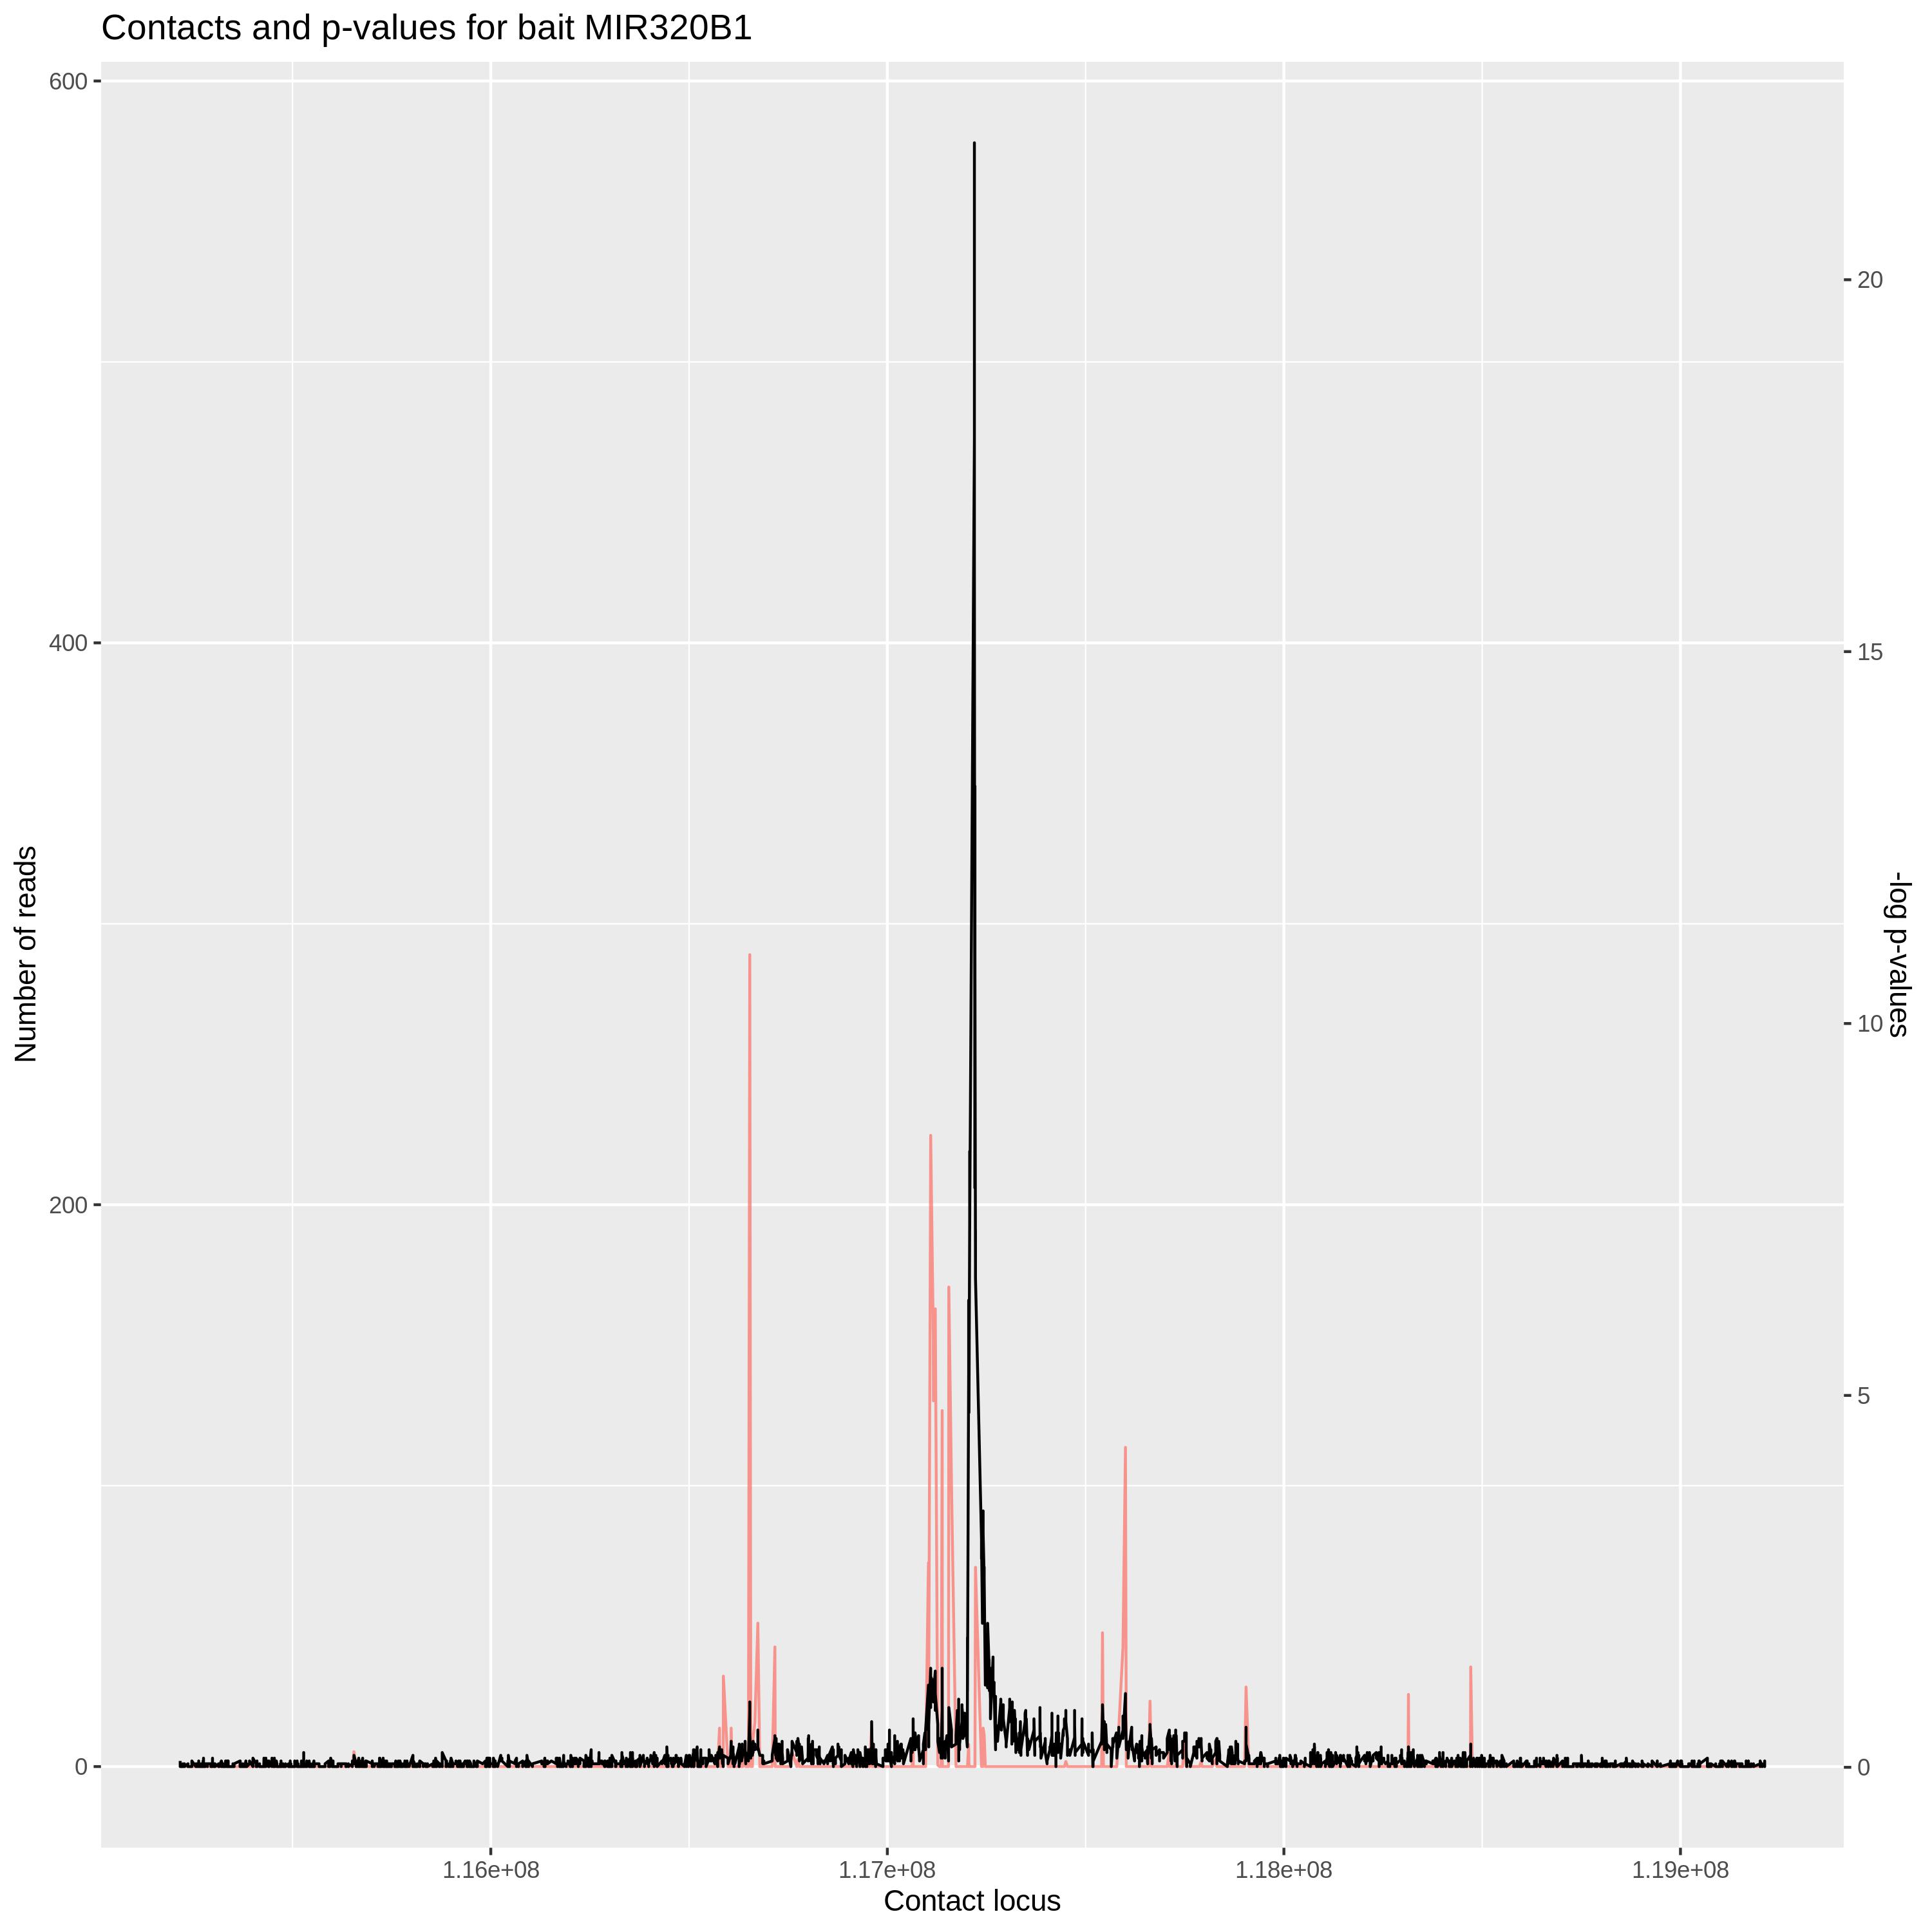 Contacts and p-values for bait MIR320B1
600
400
200
0
Number of reads
20
15
10
5
0
-log p-values
1.16e+08
1.17e+08
1.18e+08
1.19e+08
Contact locus